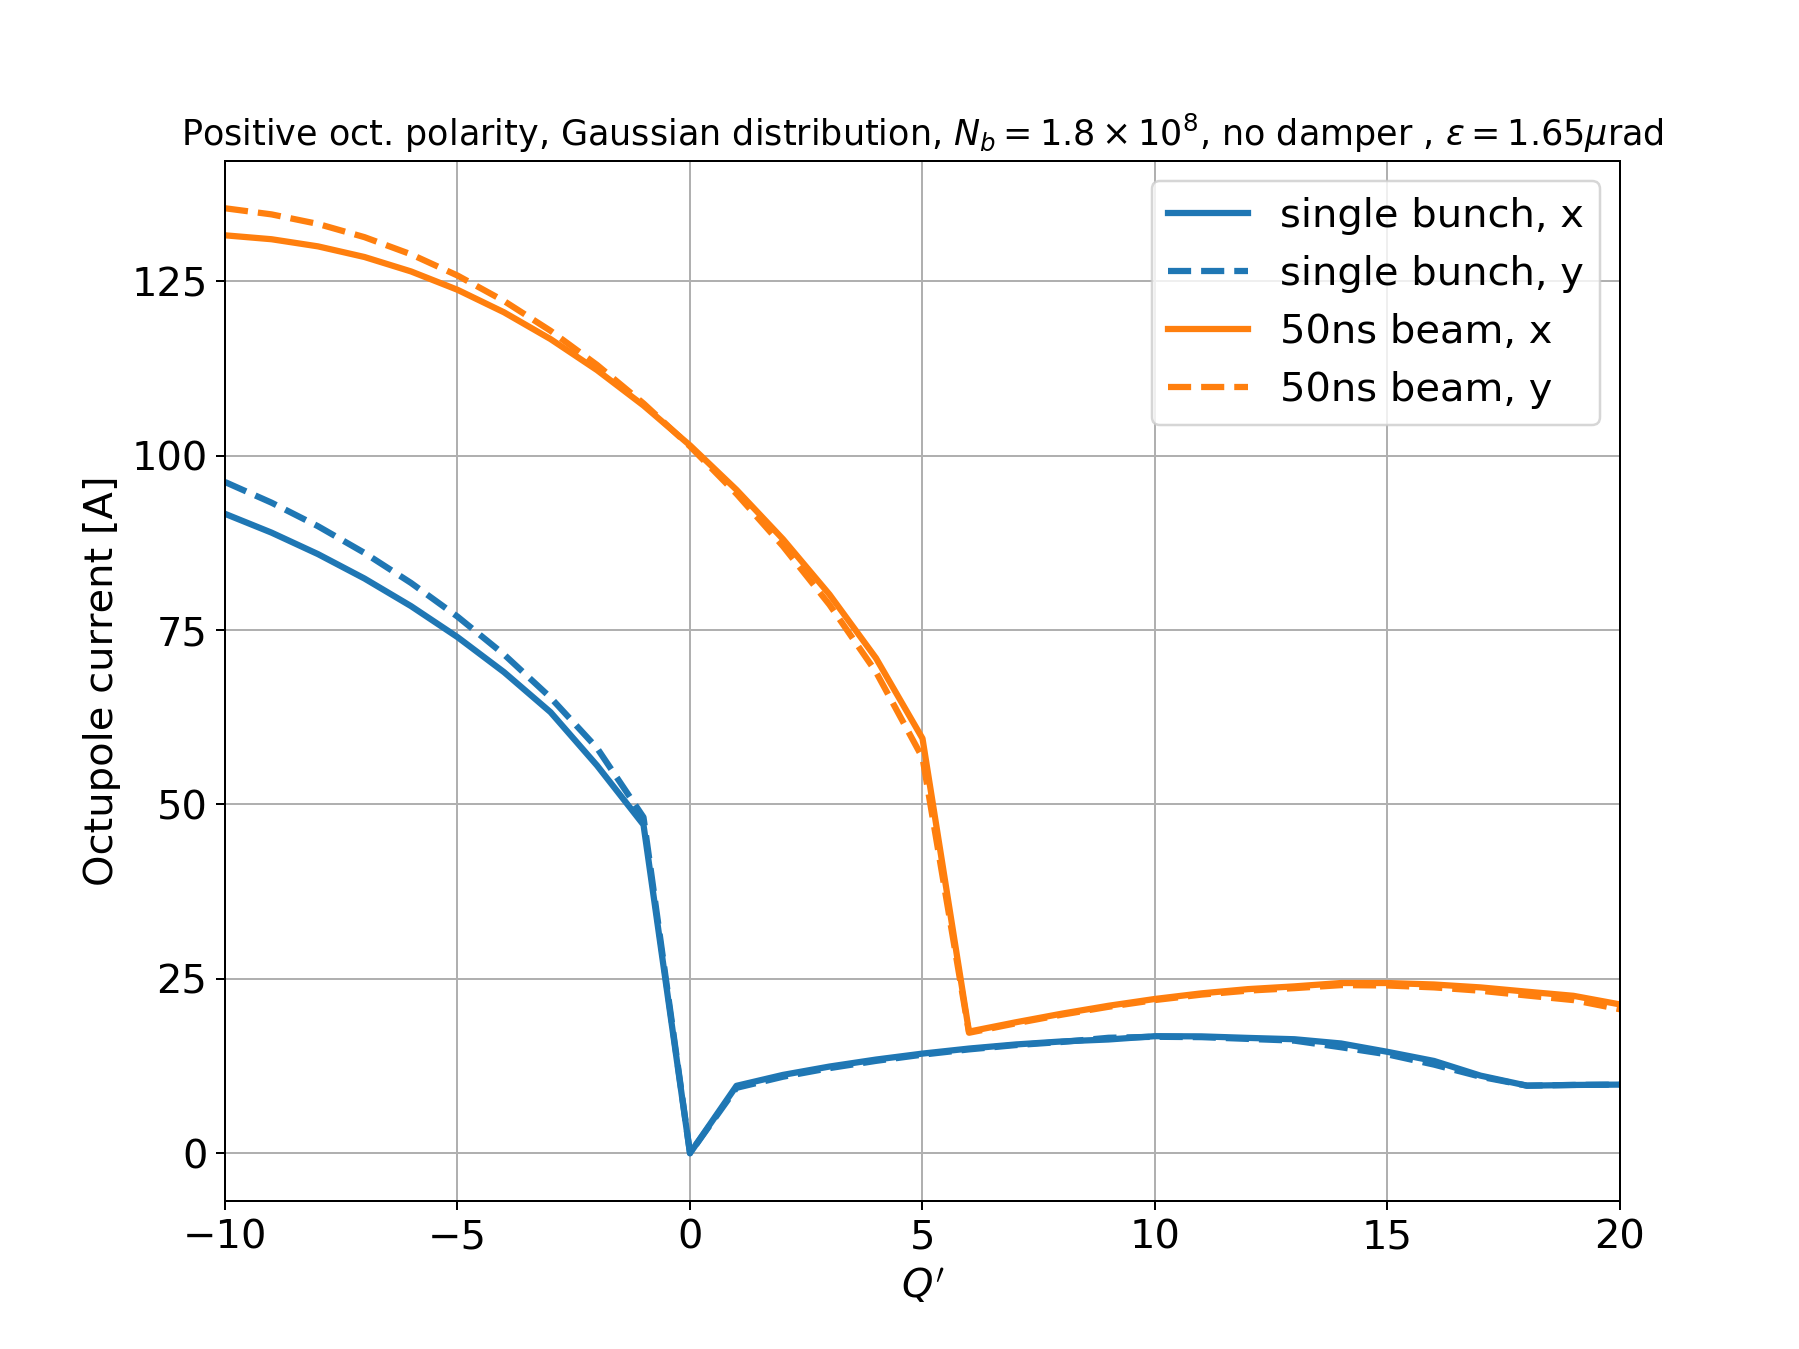 Positive oct. polarity, Gaussian distribution, $N_b = 1.8 \times 10^8$, no damper , $\varepsilon = 1.65\mu$rad
single bunch, x
single bunch, y
50ns beam, x
50ns beam, y
Octupole current [A]
125
100
75
50
25
0
−10 −5 0 5 10 15 20
Q′